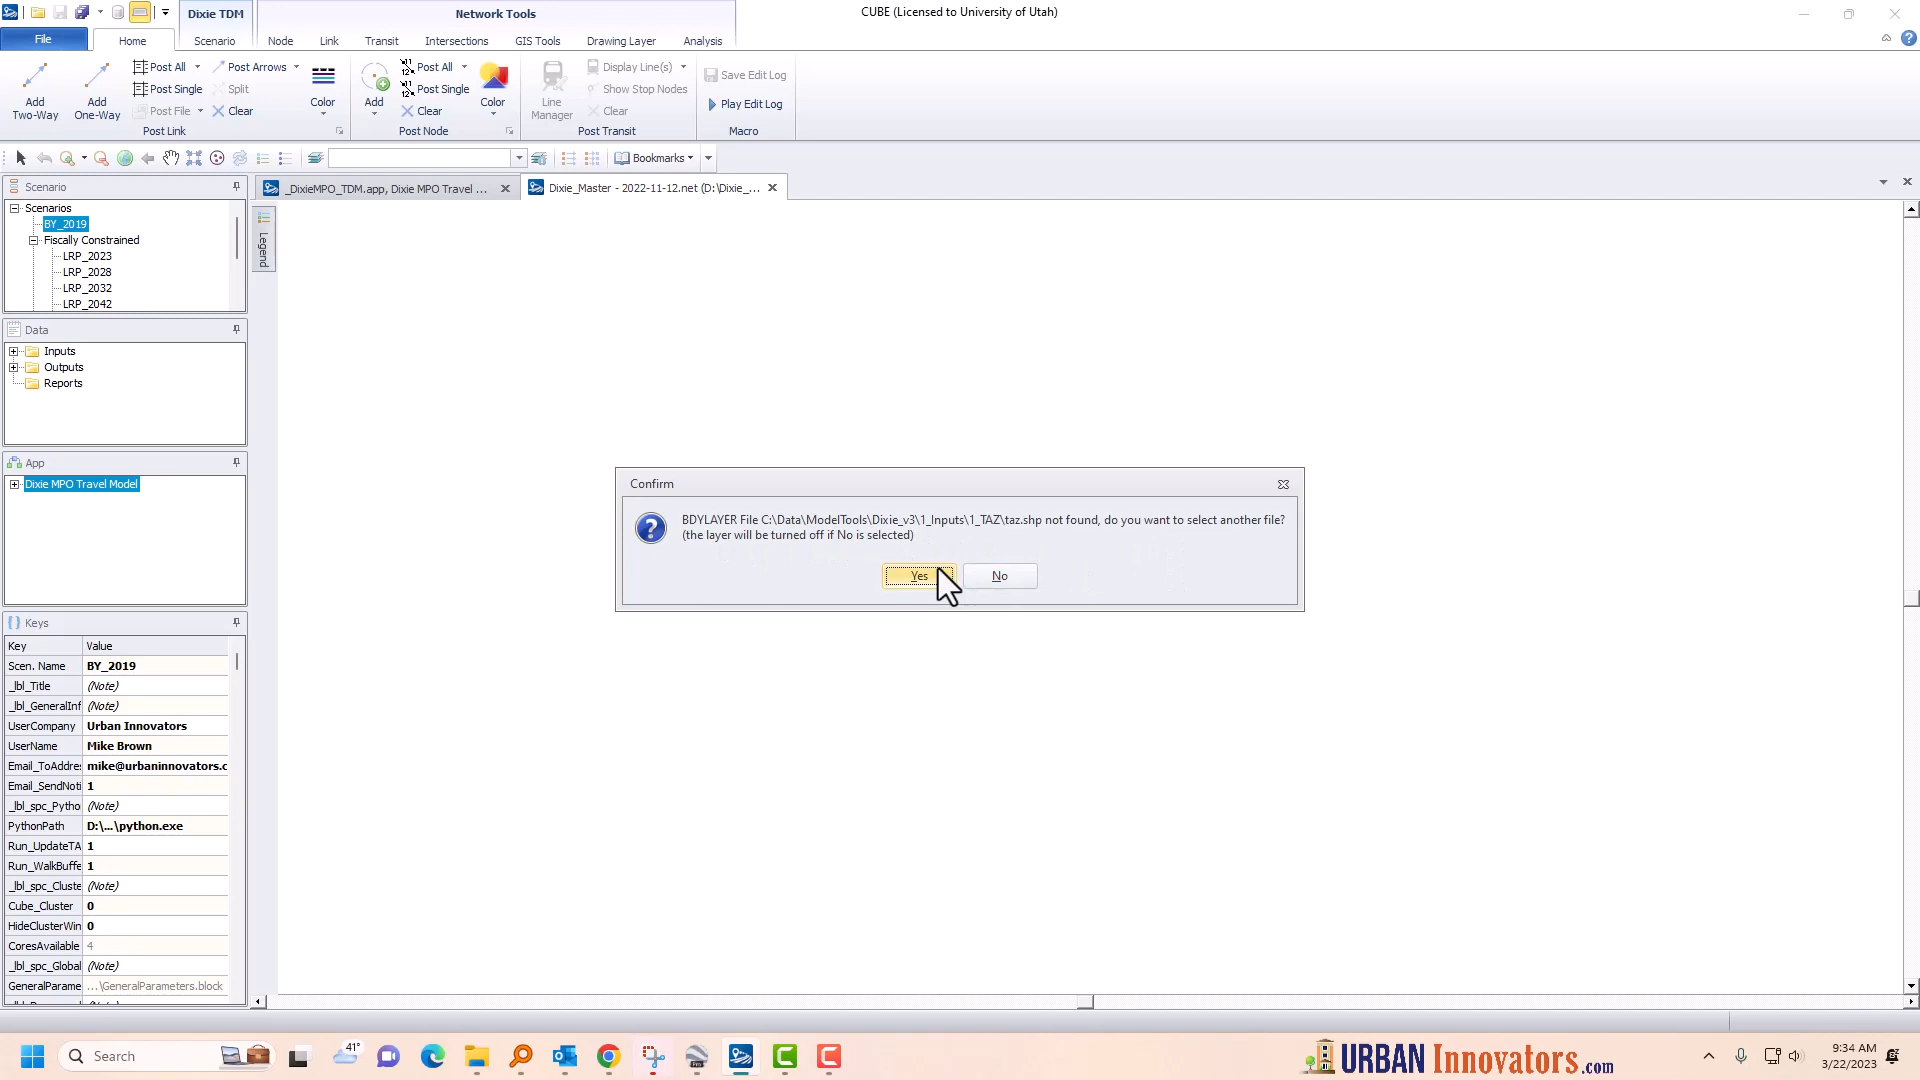 Dixie TDM
Network Tools
CUBE (Licensed to University of Utah)
File
Home
Scenario
Node
Link
Transit
Intersections
GIS Tools
Drawing Layer
Analysis
Add
Two-Way
Add
One-Way
Post All
Post Single
Post File
Post Arrows
Split
Clear
Color
Post Link
Add
Post All
Post Single
Clear
Color
Post Node
Line
Manager
Display Line(s)
Show Stop Nodes
Clear
Post Transit
Save Edit Log
Play Edit Log
Macro
Bookmarks
Scenario
Scenarios
BY_2019
Fiscally Constrained
LRP_2023
LRP_2028
LRP_2032
LRP_2042
_DixieMPO_TDM.app, Dixie MPO Travel ...
Dixie_Master - 2022-11-12.net (D:\Dixie_...
Legend
Data
Inputs
Outputs
Reports
App
Dixie MPO Travel Model
Confirm
BDYLAYER File C:\Data\ModelTools\Dixie_v3\1_Inputs\1_TAZ\taz.shp not found, do you want to select another file?
(the layer will be turned off if No is selected)
Yes
No
Keys
Key Value
Scen. Name BY_2019
_lbl_Title (Note)
_lbl_GeneralInf (Note)
UserCompany Urban Innovators
UserName Mike Brown
Email_ToAddre: mike@urbaninnovators.c
Email_SendNoti 1
_lbl_spc_Pytho (Note)
PythonPath D:\...\python.exe
Run_UpdateTA 1
Run_WalkBuffe 1
_lbl_spc_Cluste (Note)
Cube_Cluster 0
HideClusterWin 0
CoresAvailable 4
_lbl_spc_Global (Note)
GeneralParame ...\GeneralParameters.block
Search
41°
URBAN Innovators.com
9:34 AM
3/22/2023